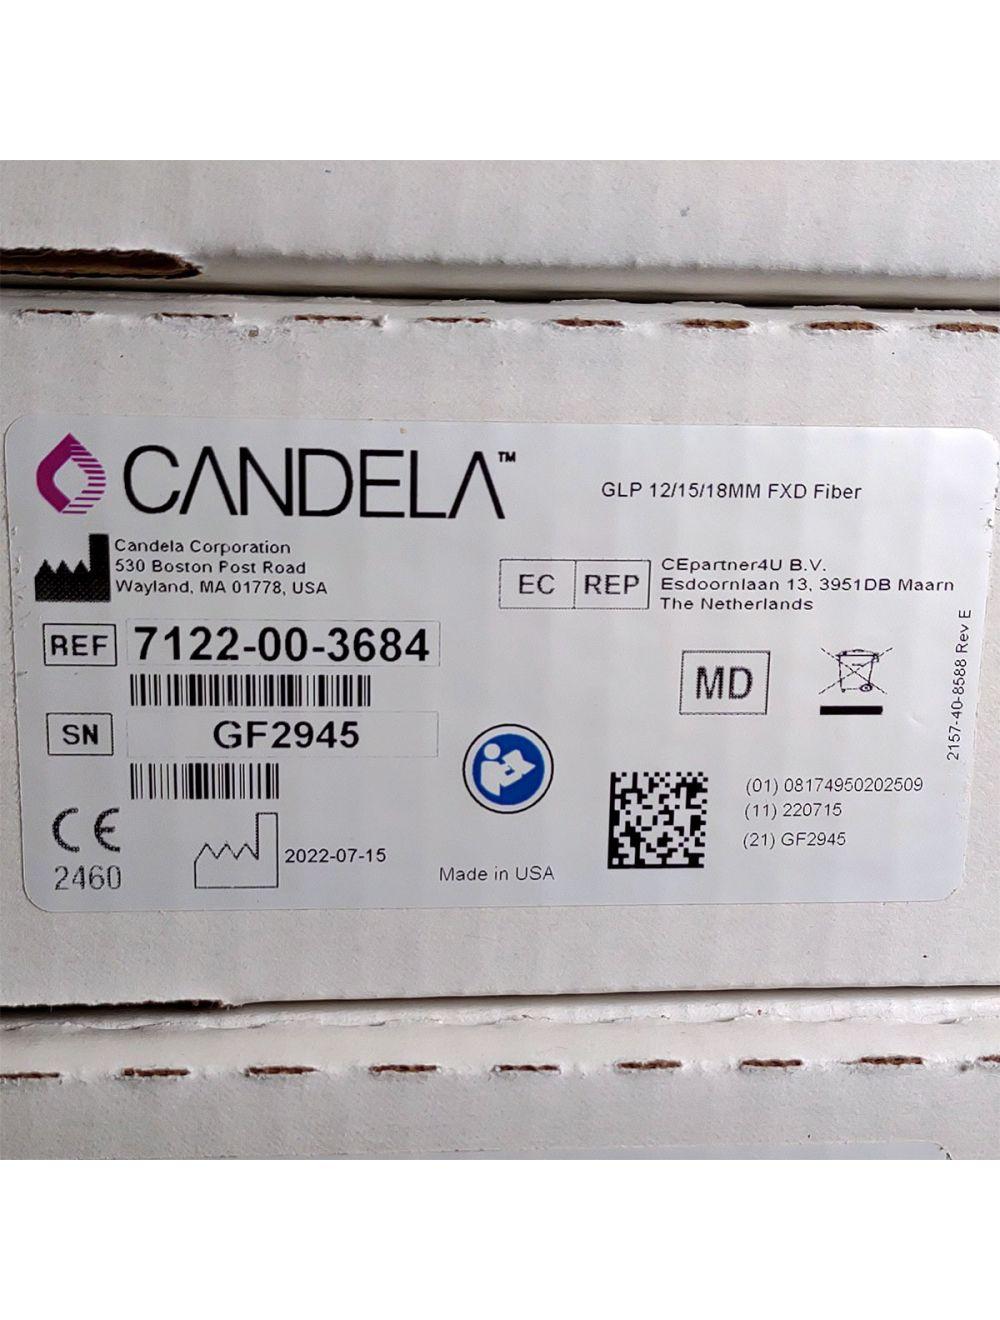 CANDELA™
GLP 12/15/18MM FXD Fiber
Candela Corporation
530 Boston Post Road
Wayland, MA 01778, USA
EC REP
CEpartner4U B.V.
Esdoornlaan 13, 3951DB Maarn
The Netherlands
REF 7122-00-3684
MD
SN GF2945
2157-40-8588 Rev E
(01) 08174950202509
(11) 220715
(21) GF2945
CE
2460
2022-07-15
Made in USA